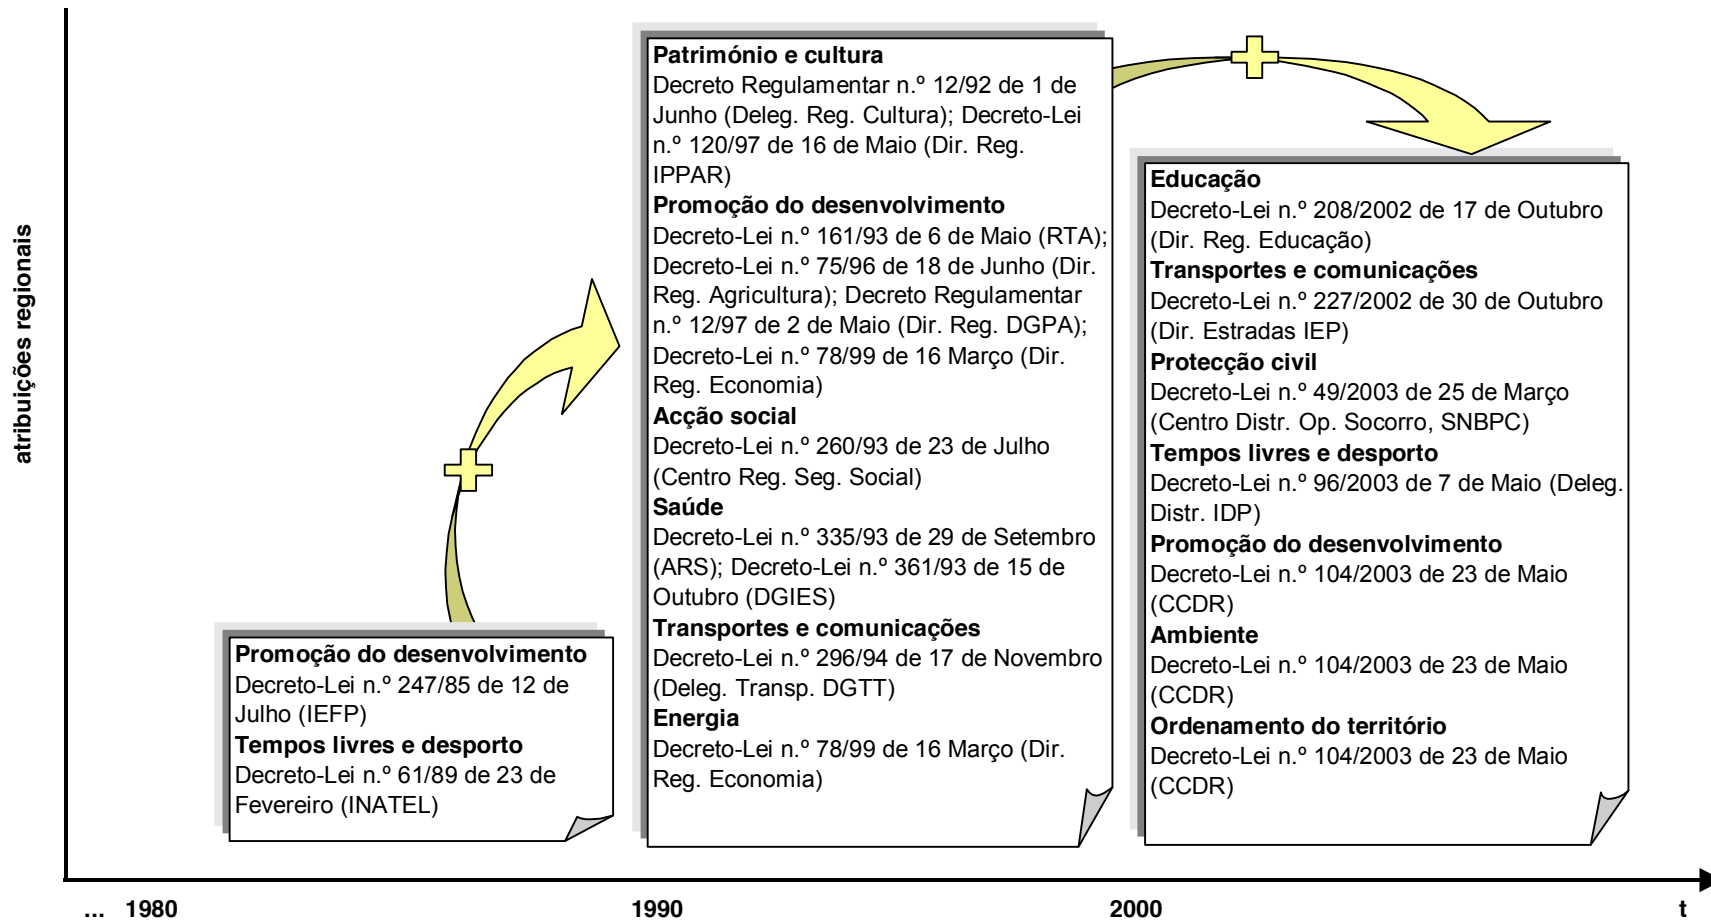 atribuições regionais
Património e cultura
Decreto Regulamentar n.º 12/92 de 1 de
Junho (Deleg. Reg. Cultura); Decreto-Lei
n.º 120/97 de 16 de Maio (Dir. Reg.
IPPAR)
Promoção do desenvolvimento
Decreto-Lei n.º 161/93 de 6 de Maio (RTA);
Decreto-Lei n.º 75/96 de 18 de Junho (Dir.
Reg. Agricultura); Decreto Regulamentar
n.º 12/97 de 2 de Maio (Dir. Reg. DGPA);
Decreto-Lei n.º 78/99 de 16 Março (Dir.
Reg. Economia)
Acção social
Decreto-Lei n.º 260/93 de 23 de Julho
(Centro Reg. Seg. Social)
Saúde
Decreto-Lei n.º 335/93 de 29 de Setembro
(ARS); Decreto-Lei n.º 361/93 de 15 de
Outubro (DGIES)
Transportes e comunicações
Decreto-Lei n.º 296/94 de 17 de Novembro
(Deleg. Transp. DGTT)
Energia
Decreto-Lei n.º 78/99 de 16 Março (Dir.
Reg. Economia)
Educação
Decreto-Lei n.º 208/2002 de 17 de Outubro
(Dir. Reg. Educação)
Transportes e comunicações
Decreto-Lei n.º 227/2002 de 30 de Outubro
(Dir. Estradas IEP)
Protecção civil
Decreto-Lei n.º 49/2003 de 25 de Março
(Centro Distr. Op. Socorro, SNBPC)
Tempos livres e desporto
Decreto-Lei n.º 96/2003 de 7 de Maio (Deleg.
Distr. IDP)
Promoção do desenvolvimento
Decreto-Lei n.º 104/2003 de 23 de Maio
(CCDR)
Ambiente
Decreto-Lei n.º 104/2003 de 23 de Maio
(CCDR)
Ordenamento do território
Decreto-Lei n.º 104/2003 de 23 de Maio
(CCDR)
Promoção do desenvolvimento
Decreto-Lei n.º 247/85 de 12 de
Julho (IEFP)
Tempos livres e desporto
Decreto-Lei n.º 61/89 de 23 de
Fevereiro (INATEL)
... 1980 1990 2000 t